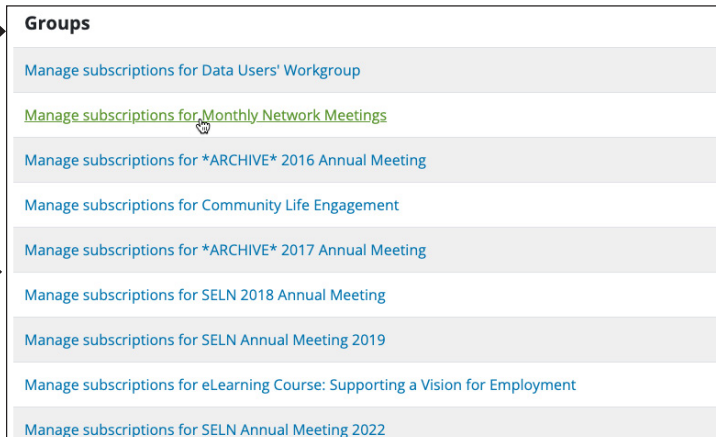 Groups
Manage subscriptions for Data Users' Workgroup
Manage subscriptions for Monthly Network Meetings
Manage subscriptions for *ARCHIVE* 2016 Annual Meeting
Manage subscriptions for Community Life Engagement
Manage subscriptions for *ARCHIVE* 2017 Annual Meeting
Manage subscriptions for SELN 2018 Annual Meeting
Manage subscriptions for SELN Annual Meeting 2019
Manage subscriptions for eLearning Course: Supporting a Vision for Employment
Manage subscriptions for SELN Annual Meeting 2022